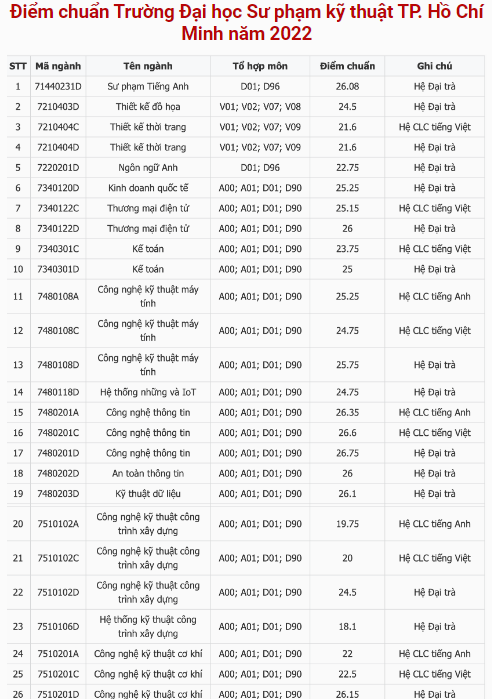 Điểm chuẩn Trường Đại học Sư phạm kỹ thuật TP. Hồ Chí
Minh năm 2022
STT Mã ngành Tên ngành Tổ hợp môn Điểm chuẩn Ghi chú
1 71440231D Sư phạm Tiếng Anh D01; D96 26.08 Hệ Đại trà
2 7210403D Thiết kế đồ họa V01; V02; V07; V08 24.5 Hệ Đại trà
3 7210404C Thiết kế thời trang V01; V02; V07; V09 21.6 Hệ CLC tiếng Việt
4 7210404D Thiết kế thời trang V01; V02; V07; V09 21.6 Hệ Đại trà
5 7220201D Ngôn ngữ Anh D01; D96 22.75 Hệ Đại trà
6 7340120D Kinh doanh quốc tế A00; A01; D01; D90 25.25 Hệ Đại trà
7 7340122C Thương mại điện tử A00; A01; D01; D90 25.15 Hệ CLC tiếng Việt
8 7340122D Thương mại điện tử A00; A01; D01; D90 26 Hệ Đại trà
9 7340301C Kế toán A00; A01; D01; D90 23.75 Hệ CLC tiếng Việt
10 7340301D Kế toán A00; A01; D01; D90 25 Hệ Đại trà
11 7480108A Công nghệ kỹ thuật máy
tính A00; A01; D01; D90 25.25 Hệ CLC tiếng Anh
12 7480108C Công nghệ kỹ thuật máy
tính A00; A01; D01; D90 24.75 Hệ CLC tiếng Việt
13 7480108D Công nghệ kỹ thuật máy
tính A00; A01; D01; D90 25.75 Hệ Đại trà
14 7480118D Hệ thống những và IoT A00; A01; D01; D90 24.75 Hệ Đại trà
15 7480201A Công nghệ thông tin A00; A01; D01; D90 26.35 Hệ CLC tiếng Anh
16 7480201C Công nghệ thông tin A00; A01; D01; D90 26.6 Hệ CLC tiếng Việt
17 7480201D Công nghệ thông tin A00; A01; D01; D90 26.75 Hệ Đại trà
18 7480202D An toàn thông tin A00; A01; D01; D90 26 Hệ Đại trà
19 7480203D Kỹ thuật dữ liệu A00; A01; D01; D90 26.1 Hệ Đại trà
20 7510102A Công nghệ kỹ thuật công
trình xây dựng A00; A01; D01; D90 19.75 Hệ CLC tiếng Anh
21 7510102C Công nghệ kỹ thuật công
trình xây dựng A00; A01; D01; D90 20 Hệ CLC tiếng Việt
22 7510102D Công nghệ kỹ thuật công
trình xây dựng A00; A01; D01; D90 24.5 Hệ Đại trà
23 7510106D Hệ thống kỹ thuật công
trình xây dựng A00; A01; D01; D90 18.1 Hệ Đại trà
24 7510201A Công nghệ kỹ thuật cơ khí A00; A01; D01; D90 22 Hệ CLC tiếng Anh
25 7510201C Công nghệ kỹ thuật cơ khí A00; A01; D01; D90 22.5 Hệ CLC tiếng Việt
26 7510201D Công nghệ kỹ thuật cơ khí A00; A01; D01; D90 26.15 Hệ Đại trà